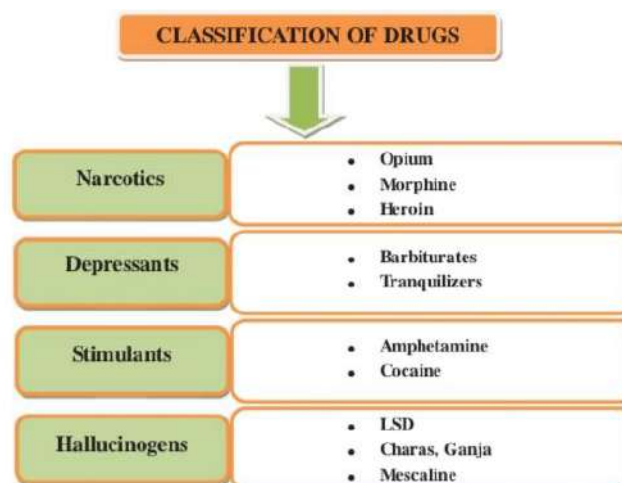 CLASSIFICATION OF DRUGS
Narcotics
• Opium
• Morphine
• Heroin
Depressants
• Barbiturates
• Tranquilizers
Stimulants
• Amphetamine
• Cocaine
Hallucinogens
• LSD
• Charas, Ganja
• Mescaline